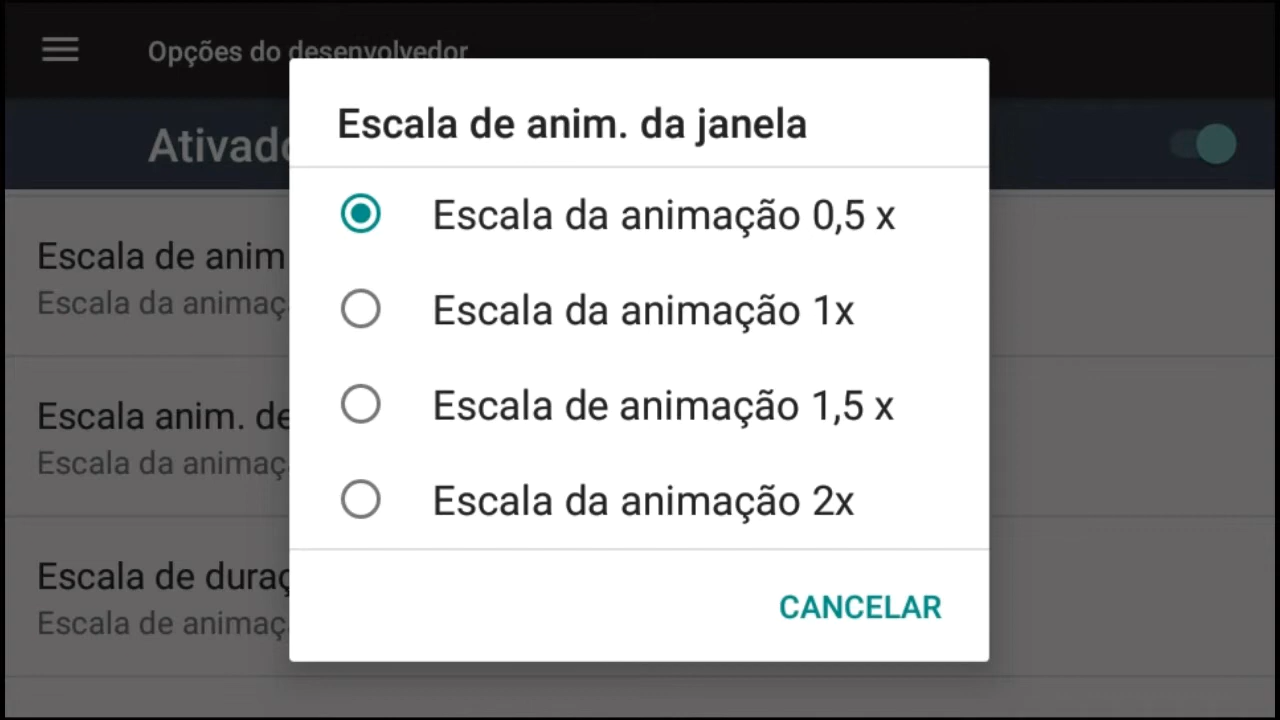 Opções do desenvolvedor
Escala de anim. da janela
Ativado
Escala da animação 0,5 x
Escala de anim
Escala da animaç
Escala da animação 1x
Escala de animação 1,5 x
Escala anim. de
Escala da animaç
Escala da animação 2x
Escala de duraç
Escala de animaç
CANCELAR